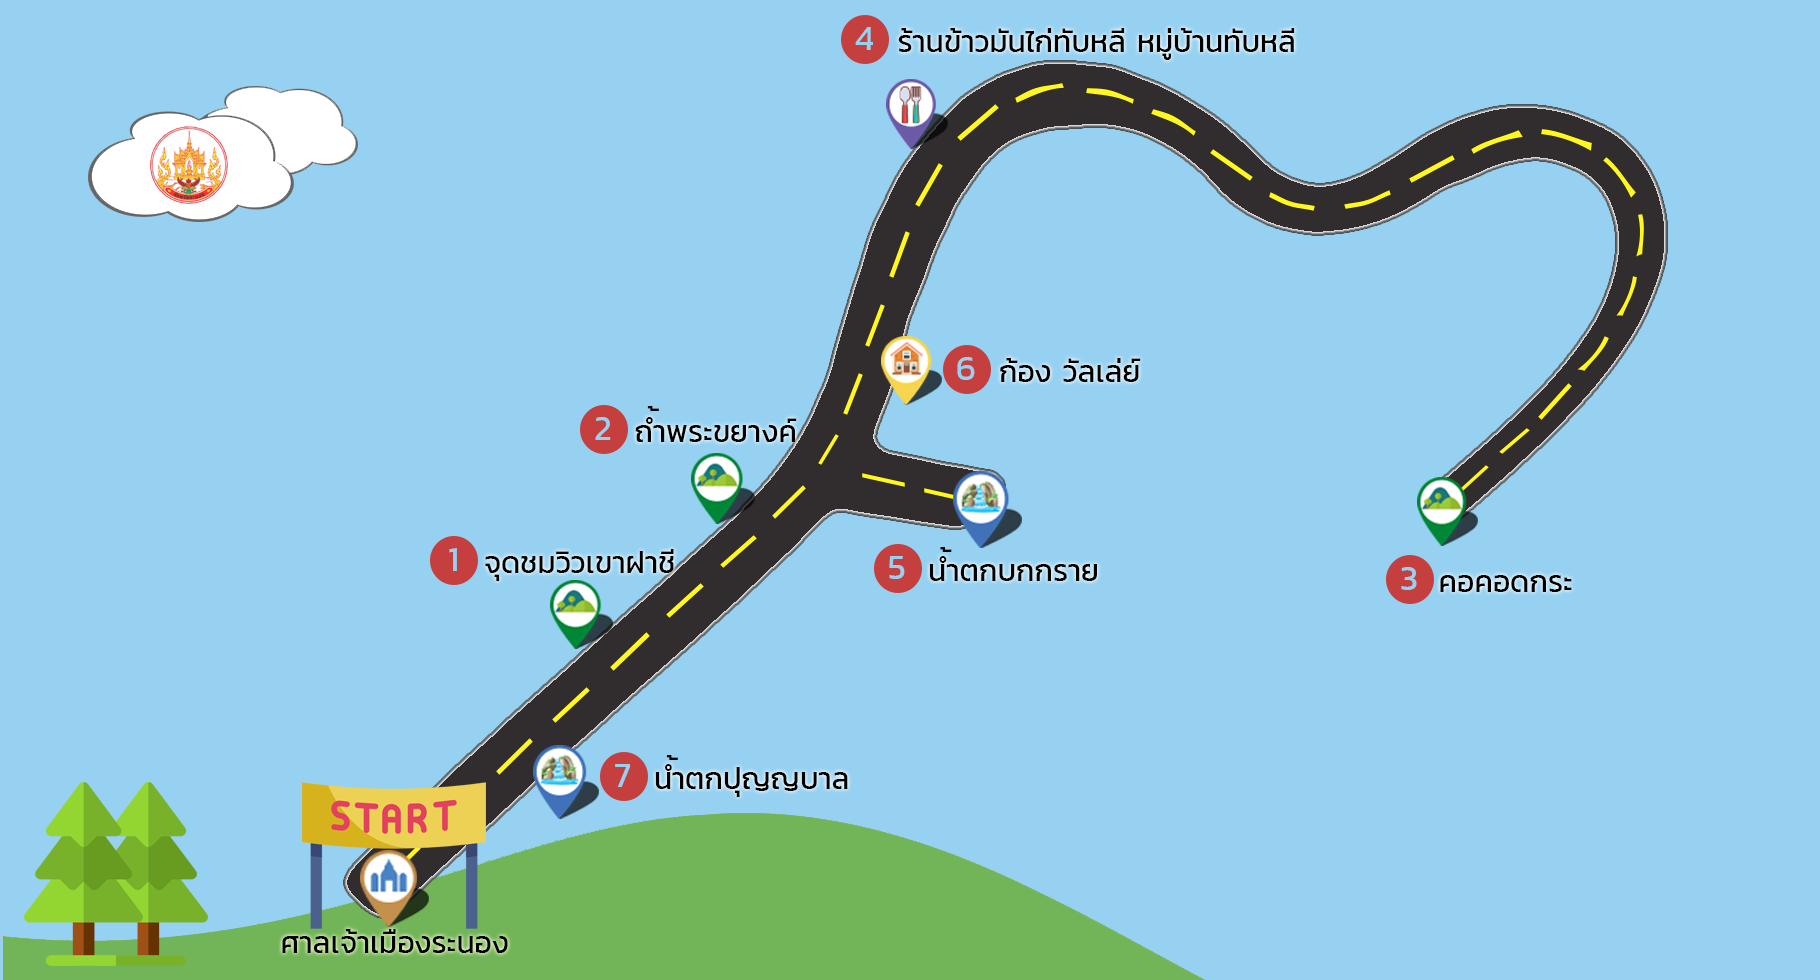 4 ร้านข้าวมันไก่ทับหลี หมู่บ้านทับหลี
6 ก้อง วัลเล่ย์
2 ถ้ำพระขยางค์
1 จุดชมวิวเขาฝาชี
5 น้ำตกบกกราย
3 คอคอดกระ
7 น้ำตกปุญญบาล
START
ศาลเจ้าเมืองระนอง